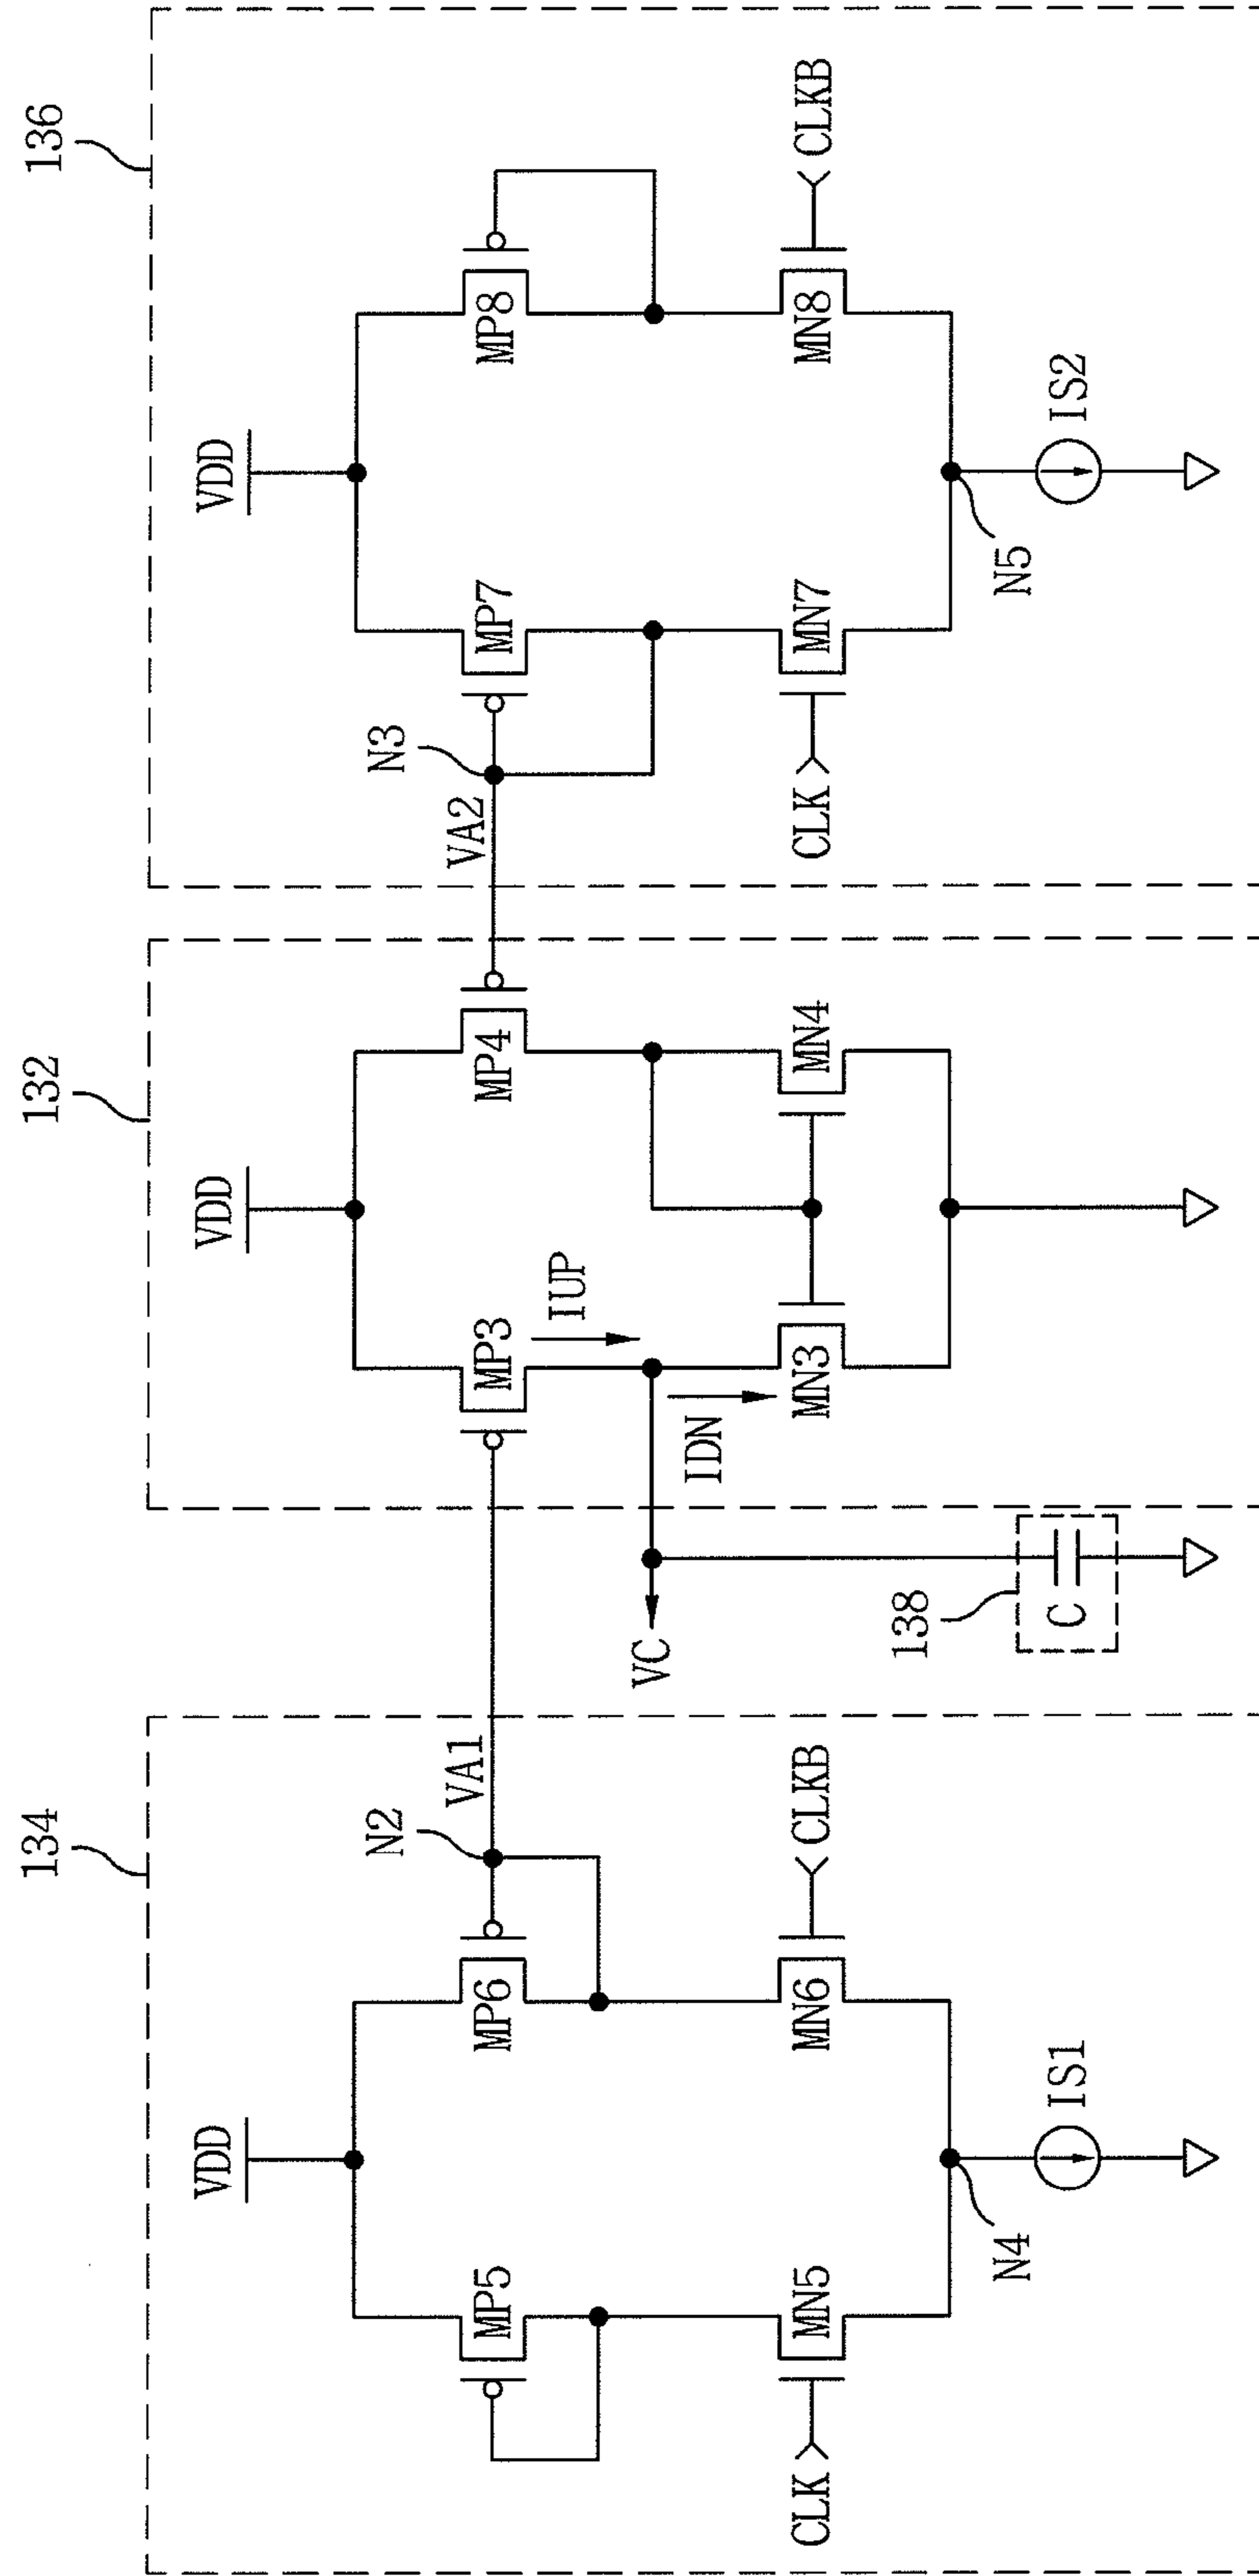 134
132
136
VDD
VDD
VDD
MP5
MP6
N2
VA1
MP3
MP4
VA2
N3
MP7
MP8
IUP
VC
IDN
CLK
MN5
MN6
CLKB
MN3
MN4
CLK
MN7
MN8
CLKB
138
C
N4
IS1
N5
IS2